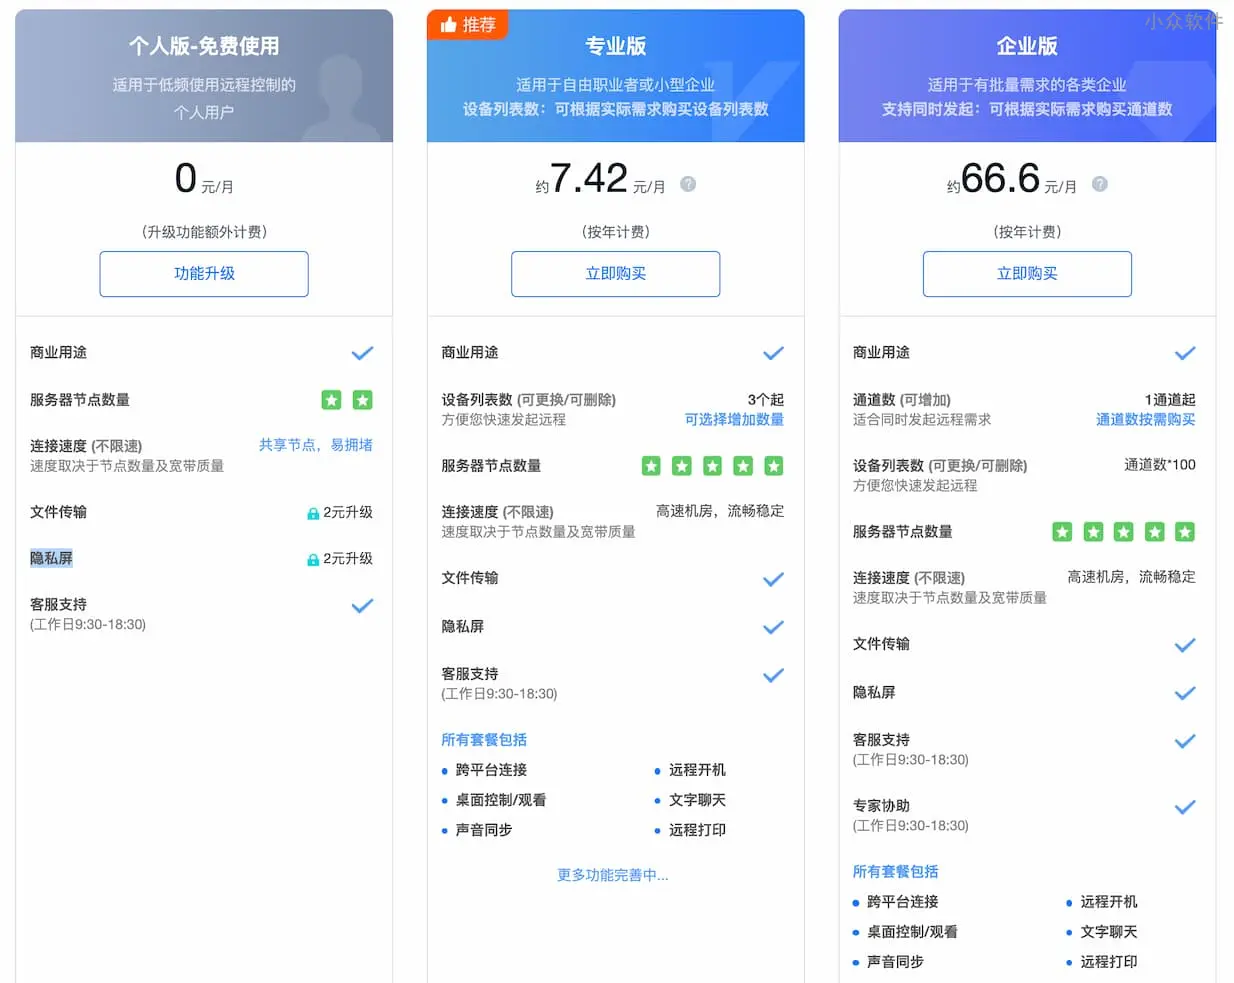 小众软件
个人版-免费使用
适用于低频使用远程控制的
个人用户
0 元/月
(升级功能额外计费)
功能升级
商业用途
服务器节点数量
连接速度 (不限速) 共享节点，易拥堵
速度取决于节点数量及宽带质量
文件传输 2元升级
隐私屏 2元升级
客服支持
(工作日9:30-18:30)
推荐
专业版
适用于自由职业者或小型企业
设备列表数：可根据实际需求购买设备列表数
约7.42 元/月 ?
(按年计费)
立即购买
商业用途
设备列表数 (可更换/可删除) 3个起
方便您快速发起远程 可选择增加数量
服务器节点数量
连接速度 (不限速) 高速机房，流畅稳定
速度取决于节点数量及宽带质量
文件传输
隐私屏
客服支持
(工作日9:30-18:30)
所有套餐包括
跨平台连接 远程开机
桌面控制/观看 文字聊天
声音同步 远程打印
更多功能完善中...
企业版
适用于有批量需求的各类企业
支持同时发起：可根据实际需求购买通道数
约66.6 元/月 ?
(按年计费)
立即购买
商业用途
通道数 (可增加) 1通道起
适合同时发起远程需求 通道数按需购买
设备列表数 (可更换/可删除) 通道数*100
方便您快速发起远程
服务器节点数量
连接速度 (不限速) 高速机房，流畅稳定
速度取决于节点数量及宽带质量
文件传输
隐私屏
客服支持
(工作日9:30-18:30)
专家协助
(工作日9:30-18:30)
所有套餐包括
跨平台连接 远程开机
桌面控制/观看 文字聊天
声音同步 远程打印